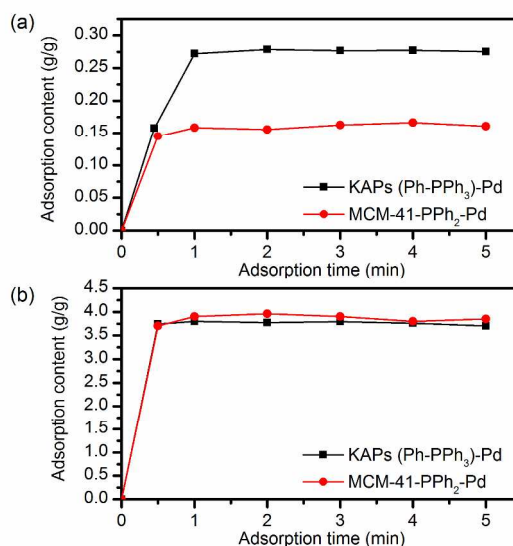 (a)
Adsorption content (g/g)
0.30
0.25
0.20
0.15
0.10
0.05
0.00
KAPs (Ph-PPh₃)-Pd
MCM-41-PPh₂-Pd
0 1 2 3 4 5
Adsorption time (min)
(b)
Adsorption content (g/g)
4.5
4.0
3.5
3.0
2.5
2.0
1.5
1.0
0.5
0.0
KAPs (Ph-PPh₃)-Pd
MCM-41-PPh₂-Pd
0 1 2 3 4 5
Adsorption time (min)